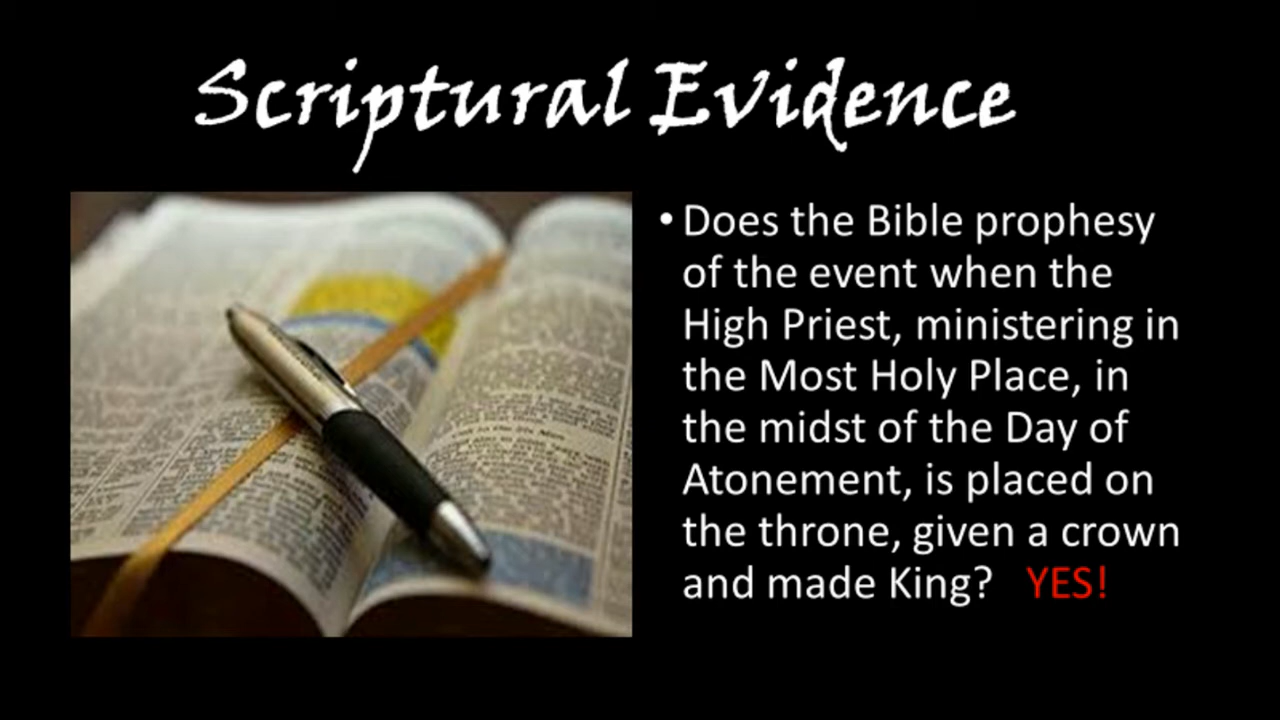 Scriptural Evidence
• Does the Bible prophesy
of the event when the
High Priest, ministering in
the Most Holy Place, in
the midst of the Day of
Atonement, is placed on
the throne, given a crown
and made King? YES!